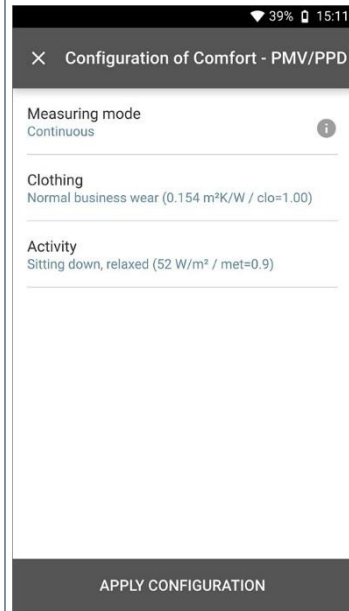 39% 15:11
Configuration of Comfort - PMV/PPD
Measuring mode
Continuous
Clothing
Normal business wear (0.154 m²K/W / clo=1.00)
Activity
Sitting down, relaxed (52 W/m² / met=0.9)
APPLY CONFIGURATION